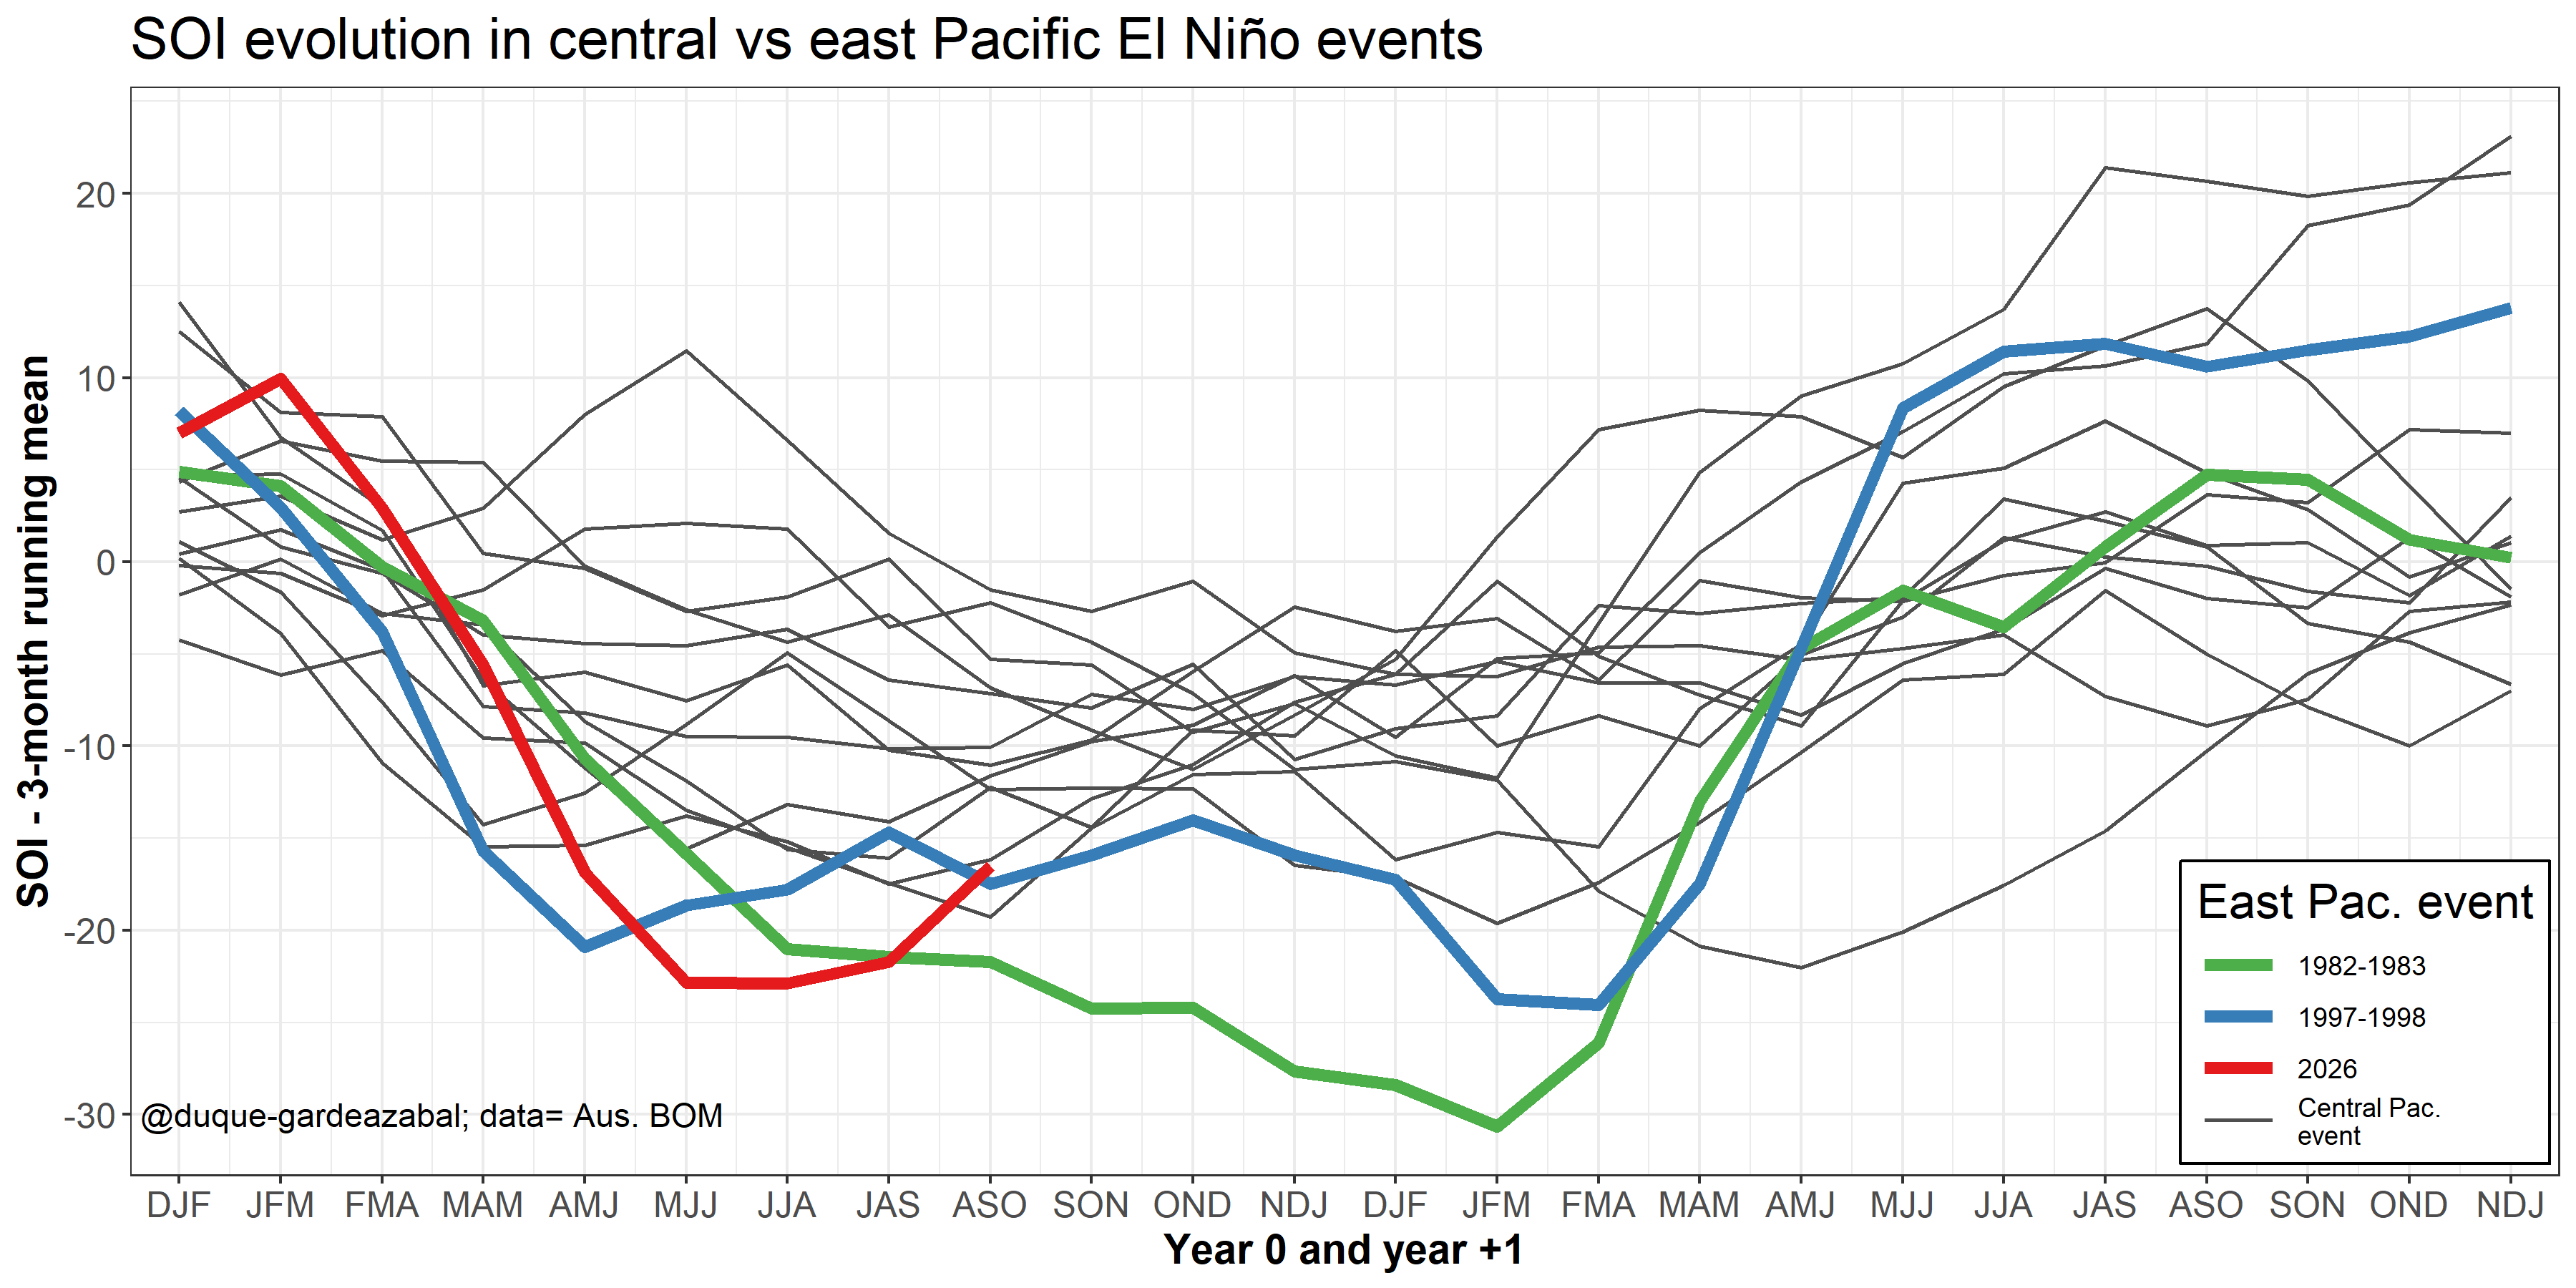 SOI evolution in central vs east Pacific El Niño events
SOI - 3-month running mean
20
10
0
-10
-20
-30
@duque-gardeazabal; data= Aus. BOM
East Pac. event
1982-1983
1997-1998
2026
Central Pac.
event
DJF JFM FMA MAM AMJ MJJ JJA JAS ASO SON OND NDJ DJF JFM FMA MAM AMJ MJJ JJA JAS ASO SON OND NDJ
Year 0 and year +1